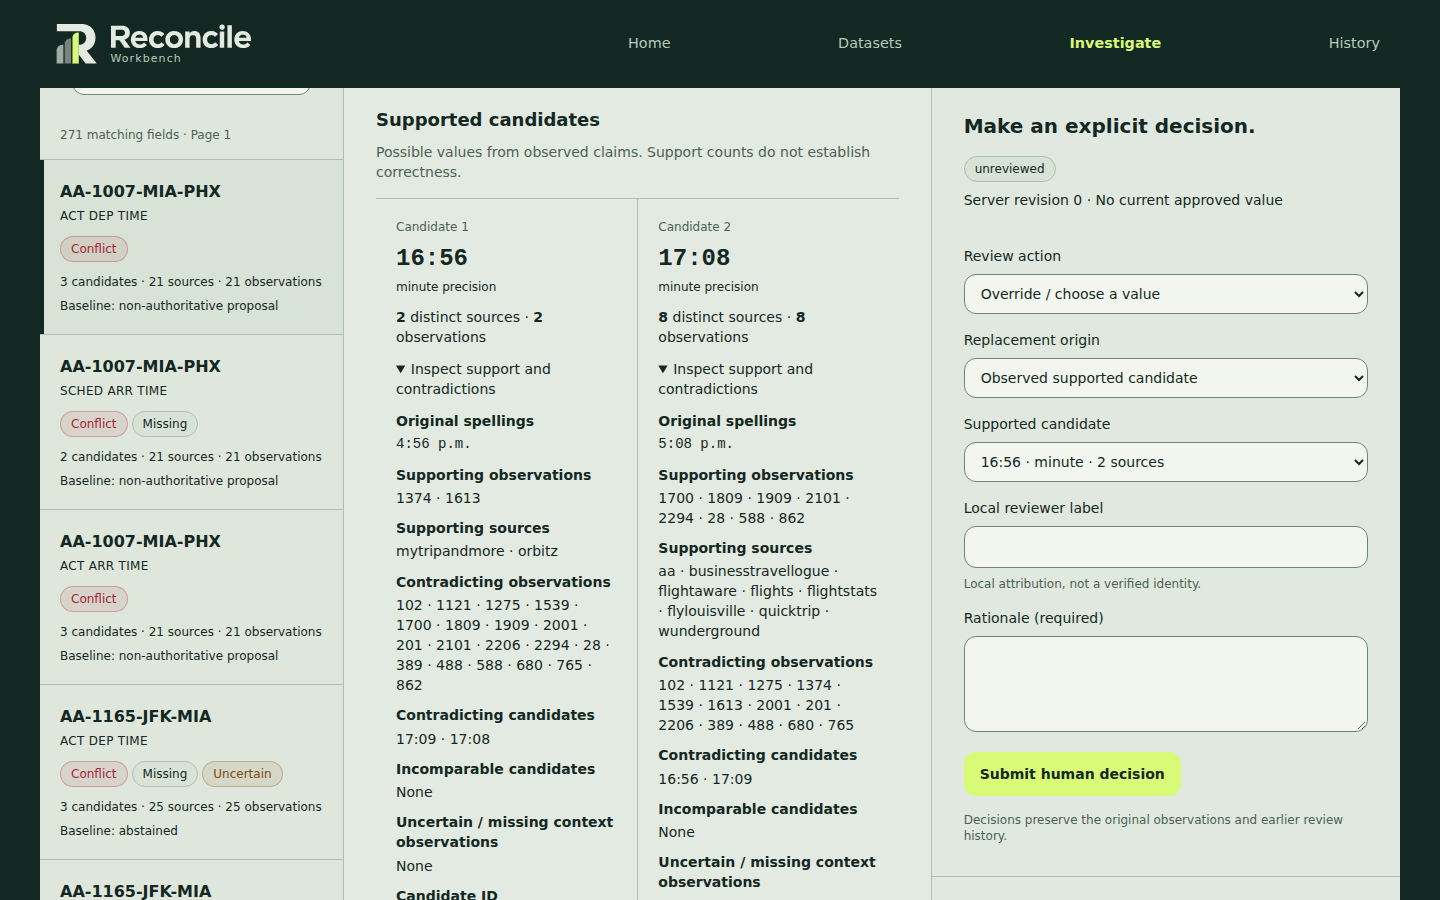 Reconcile
Workbench
Home
Datasets
Investigate
History
271 matching fields · Page 1
AA-1007-MIA-PHX
ACT DEP TIME
Conflict
3 candidates · 21 sources · 21 observations
Baseline: non-authoritative proposal
AA-1007-MIA-PHX
SCHED ARR TIME
Conflict
Missing
2 candidates · 21 sources · 21 observations
Baseline: non-authoritative proposal
AA-1007-MIA-PHX
ACT ARR TIME
Conflict
3 candidates · 21 sources · 21 observations
Baseline: non-authoritative proposal
AA-1165-JFK-MIA
ACT DEP TIME
Conflict
Missing
Uncertain
3 candidates · 25 sources · 25 observations
Baseline: abstained
AA-1165-JFK-MIA
Supported candidates
Possible values from observed claims. Support counts do not establish
correctness.
Candidate 1
16:56
minute precision
2 distinct sources · 2
observations
▼ Inspect support and
contradictions
Original spellings
4:56 p.m.
Supporting observations
1374 · 1613
Supporting sources
mytripandmore · orbitz
Contradicting observations
102 · 1121 · 1275 · 1539 ·
1700 · 1809 · 1909 · 2001 ·
201 · 2101 · 2206 · 2294 · 28 ·
389 · 488 · 588 · 680 · 765 ·
862
Contradicting candidates
17:09 · 17:08
Incomparable candidates
None
Uncertain / missing context
observations
None
Candidate ID
Candidate 2
17:08
minute precision
8 distinct sources · 8
observations
▼ Inspect support and
contradictions
Original spellings
5:08 p.m.
Supporting observations
1700 · 1809 · 1909 · 2101 ·
2294 · 28 · 588 · 862
Supporting sources
aa · businesstravellogue ·
flightaware · flights · flightstats
· flylouisville · quicktrip ·
wunderground
Contradicting observations
102 · 1121 · 1275 · 1374 ·
1539 · 1613 · 2001 · 201 ·
2206 · 389 · 488 · 680 · 765
Contradicting candidates
16:56 · 17:09
Incomparable candidates
None
Uncertain / missing context
observations
Make an explicit decision.
unreviewed
Server revision 0 · No current approved value
Review action
Override / choose a value
Replacement origin
Observed supported candidate
Supported candidate
16:56 · minute · 2 sources
Local reviewer label
Local attribution, not a verified identity.
Rationale (required)
Submit human decision
Decisions preserve the original observations and earlier review
history.